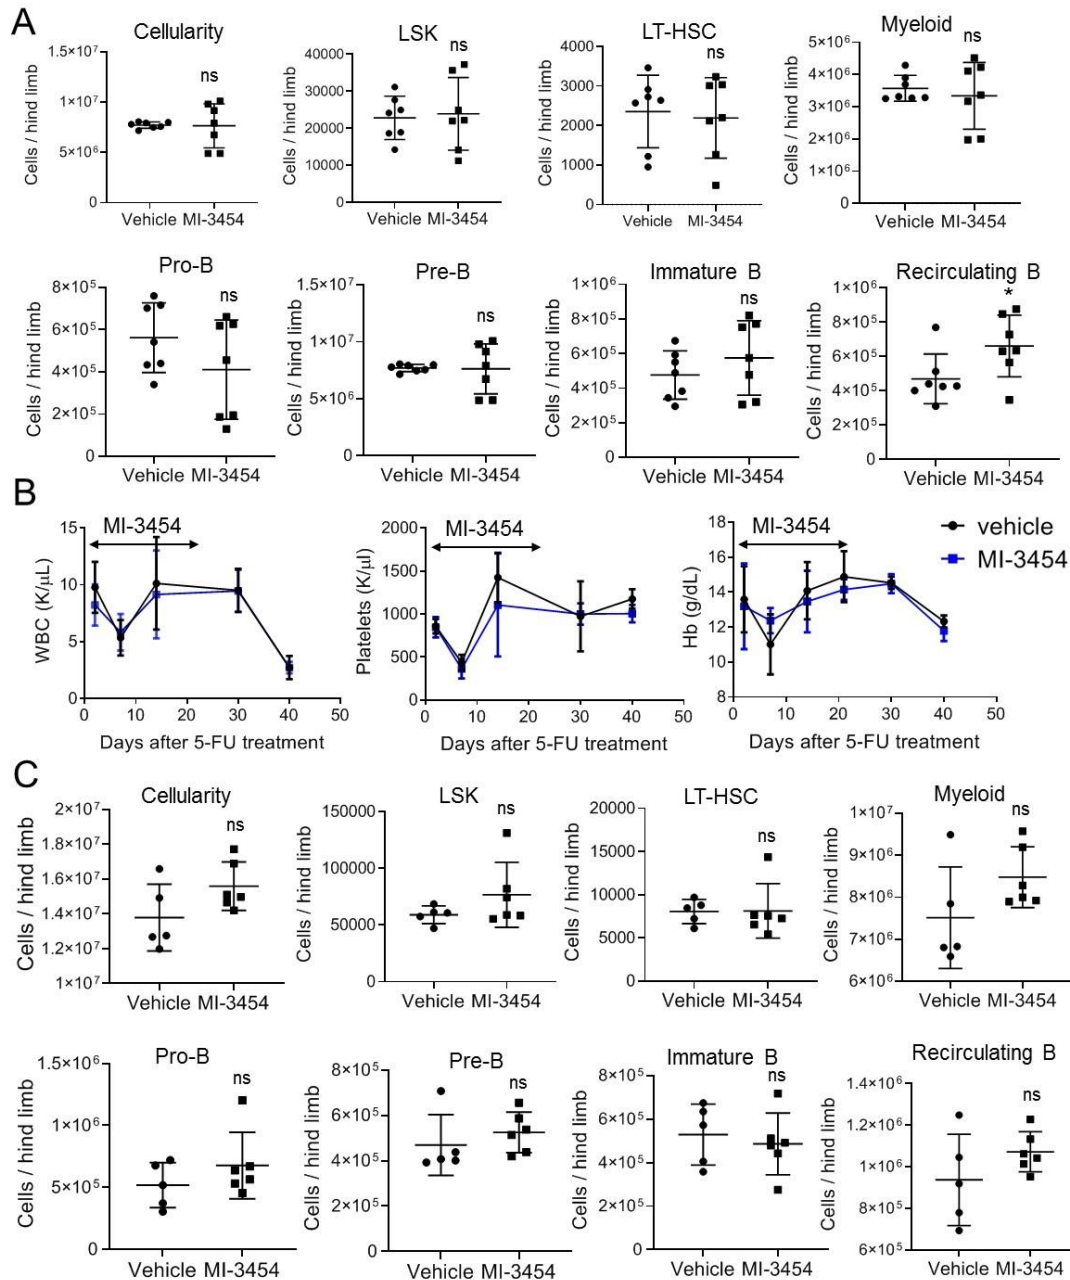 A
Cellularity
Cells / hind limb
1.5×10⁷
1×10⁷
5×10⁶
0
ns
Vehicle MI-3454
LSK
Cells / hind limb
40000
30000
20000
10000
0
ns
Vehicle MI-3454
LT-HSC
Cells / hind limb
4000
3000
2000
1000
0
ns
Vehicle MI-3454
Myeloid
Cells / hind limb
5×10⁶
4×10⁶
3×10⁶
2×10⁶
1×10⁶
0
ns
Vehicle MI-3454
Pro-B
Cells / hind limb
8×10⁵
6×10⁵
4×10⁵
2×10⁵
0
ns
Vehicle MI-3454
Pre-B
Cells / hind limb
1.5×10⁷
1×10⁷
5×10⁶
0
ns
Vehicle MI-3454
Immature B
Cells / hind limb
1×10⁶
8×10⁵
6×10⁵
4×10⁵
2×10⁵
0
ns
Vehicle MI-3454
Recirculating B
Cells / hind limb
1×10⁶
8×10⁵
6×10⁵
4×10⁵
2×10⁵
0
*
Vehicle MI-3454
B
WBC (K/µL)
15
10
5
0
MI-3454
0 10 20 30 40 50
Days after 5-FU treatment
Platelets (K/µl)
2000
1500
1000
500
0
MI-3454
0 10 20 30 40 50
Days after 5-FU treatment
Hb (g/dL)
18
16
14
12
10
8
MI-3454
0 10 20 30 40 50
Days after 5-FU treatment
vehicle
MI-3454
C
Cellularity
Cells / hind limb
2×10⁷
1.8×10⁷
1.6×10⁷
1.4×10⁷
1.2×10⁷
1×10⁷
ns
Vehicle MI-3454
LSK
Cells / hind limb
150000
100000
50000
0
ns
Vehicle MI-3454
LT-HSC
Cells / hind limb
20000
15000
10000
5000
0
ns
Vehicle MI-3454
Myeloid
Cells / hind limb
1×10⁷
9×10⁶
8×10⁶
7×10⁶
6×10⁶
ns
Vehicle MI-3454
Pro-B
Cells / hind limb
1.5×10⁶
1×10⁶
5×10⁵
0
ns
Vehicle MI-3454
Pre-B
Cells / hind limb
8×10⁵
6×10⁵
4×10⁵
2×10⁵
0
ns
Vehicle MI-3454
Immature B
Cells / hind limb
8×10⁵
6×10⁵
4×10⁵
2×10⁵
0
ns
Vehicle MI-3454
Recirculating B
Cells / hind limb
1.4×10⁶
1.2×10⁶
1×10⁶
8×10⁵
6×10⁵
ns
Vehicle MI-3454